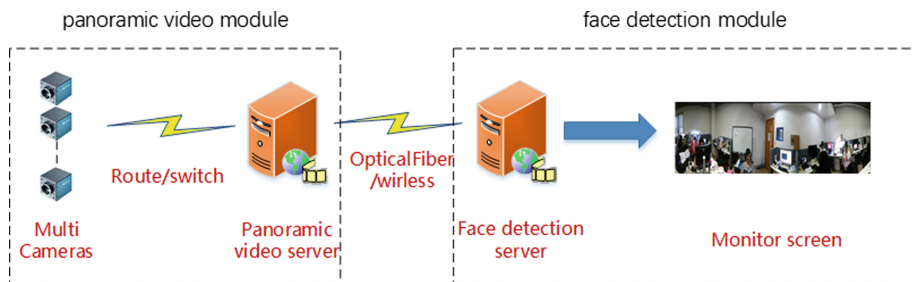 panoramic video module
face detection module
Route/switch
OpticalFiber
/wirless
Multi
Cameras
Panoramic
video server
Face detection
server
Monitor screen